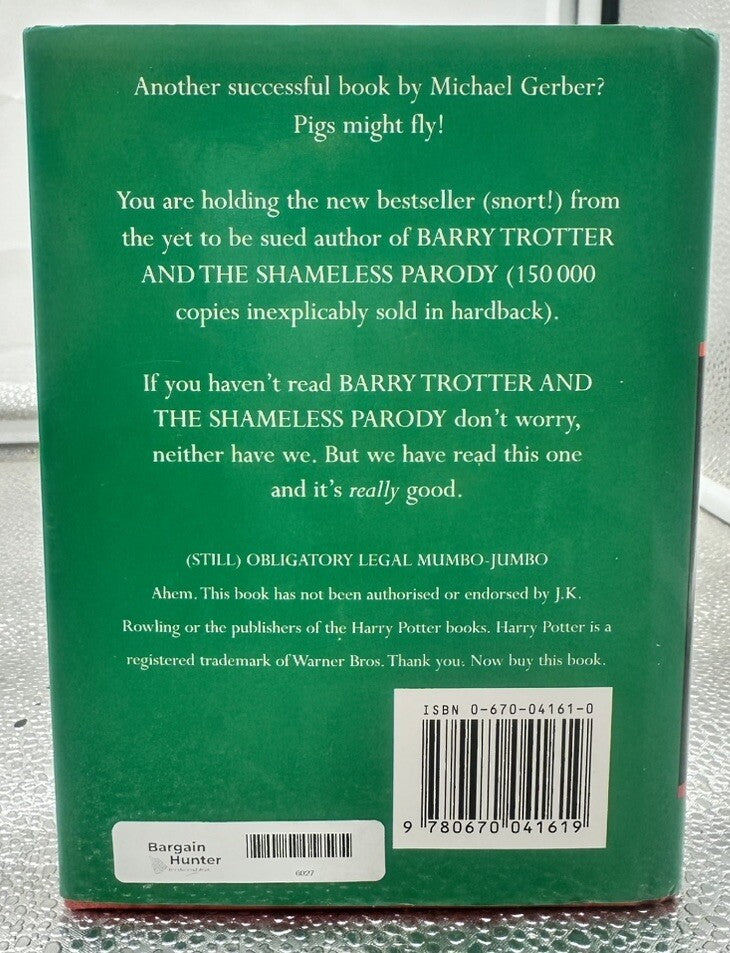 Another successful book by Michael Gerber?
Pigs might fly!
You are holding the new bestseller (snort!) from
the yet to be sued author of BARRY TROTTER
AND THE SHAMELESS PARODY (150 000
copies inexplicably sold in hardback).
If you haven't read BARRY TROTTER AND
THE SHAMELESS PARODY don't worry,
neither have we. But we have read this one
and it's really good.
(STILL) OBLIGATORY LEGAL MUMBO-JUMBO
Ahem. This book has not been authorised or endorsed by J.K.
Rowling or the publishers of the Harry Potter books. Harry Potter is a
registered trademark of Warner Bros. Thank you. Now buy this book.
ISBN 0-670-04161-0
9 780670 041619
Bargain
Hunter
6027